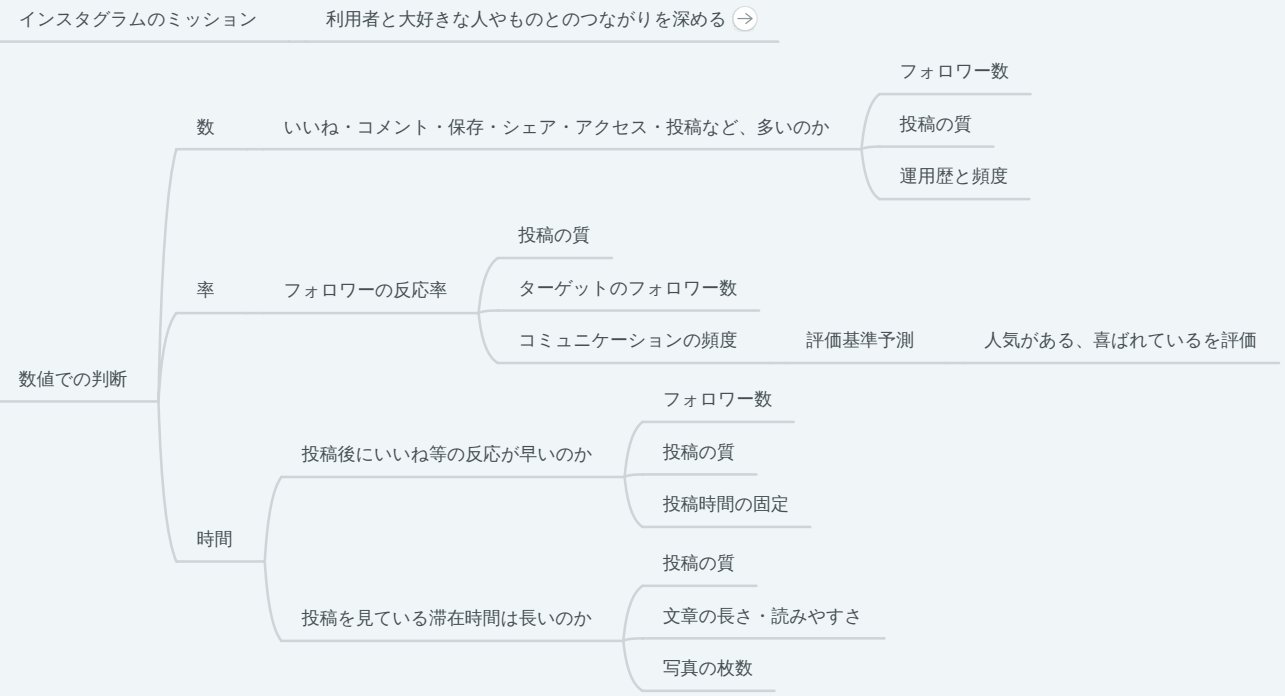 インスタグラムのミッション
利用者と大好きな人やものとのつながりを深める
数値での判断
数
いいね・コメント・保存・シェア・アクセス・投稿など、多いのか
フォロワー数
投稿の質
運用歴と頻度
率
フォロワーの反応率
投稿の質
ターゲットのフォロワー数
コミュニケーションの頻度
評価基準予測
人気がある、喜ばれているを評価
時間
投稿後にいいね等の反応が早いのか
フォロワー数
投稿の質
投稿時間の固定
投稿を見ている滞在時間は長いのか
投稿の質
文章の長さ・読みやすさ
写真の枚数